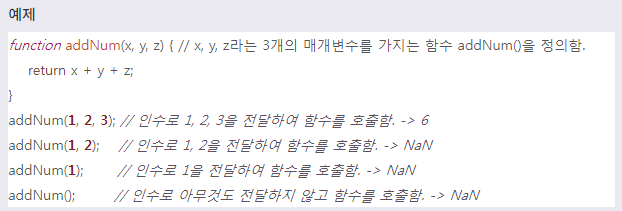 예제
function addNum(x, y, z) { // x, y, z라는 3개의 매개변수를 가지는 함수 addNum()을 정의함.
return x + y + z;
}
addNum(1, 2, 3); // 인수로 1, 2, 3을 전달하여 함수를 호출함. -> 6
addNum(1, 2); // 인수로 1, 2을 전달하여 함수를 호출함. -> NaN
addNum(1); // 인수로 1을 전달하여 함수를 호출함. -> NaN
addNum(); // 인수로 아무것도 전달하지 않고 함수를 호출함. -> NaN